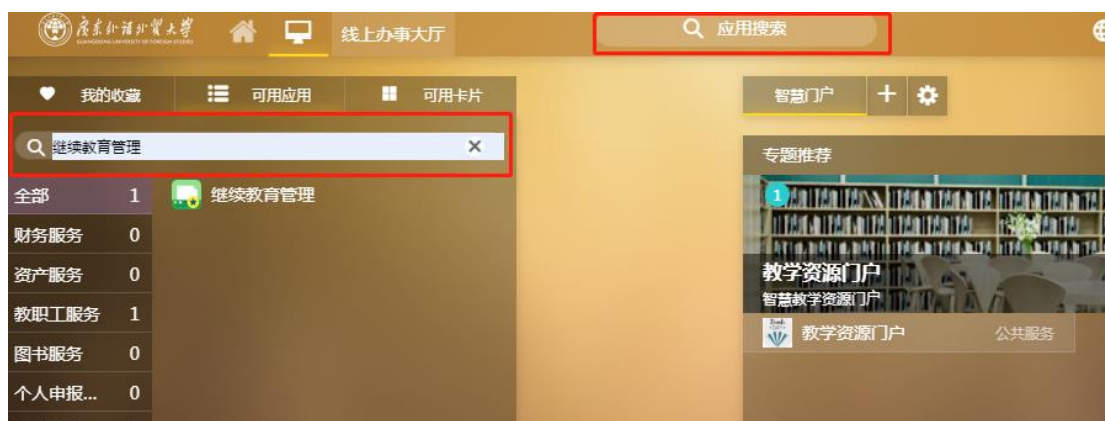 广东外语外贸大学
GUANGDONG UNIVERSITY OF FOREIGN STUDIES
线上办事大厅
应用搜索
我的收藏
可用应用
可用卡片
智慧门户
继续教育管理
专题推荐
全部 1
继续教育管理
1
财务服务 0
资产服务 0
教学资源门户
智慧教学资源门户
教职工服务 1
教学资源门户 公共服务
图书服务 0
个人申报... 0